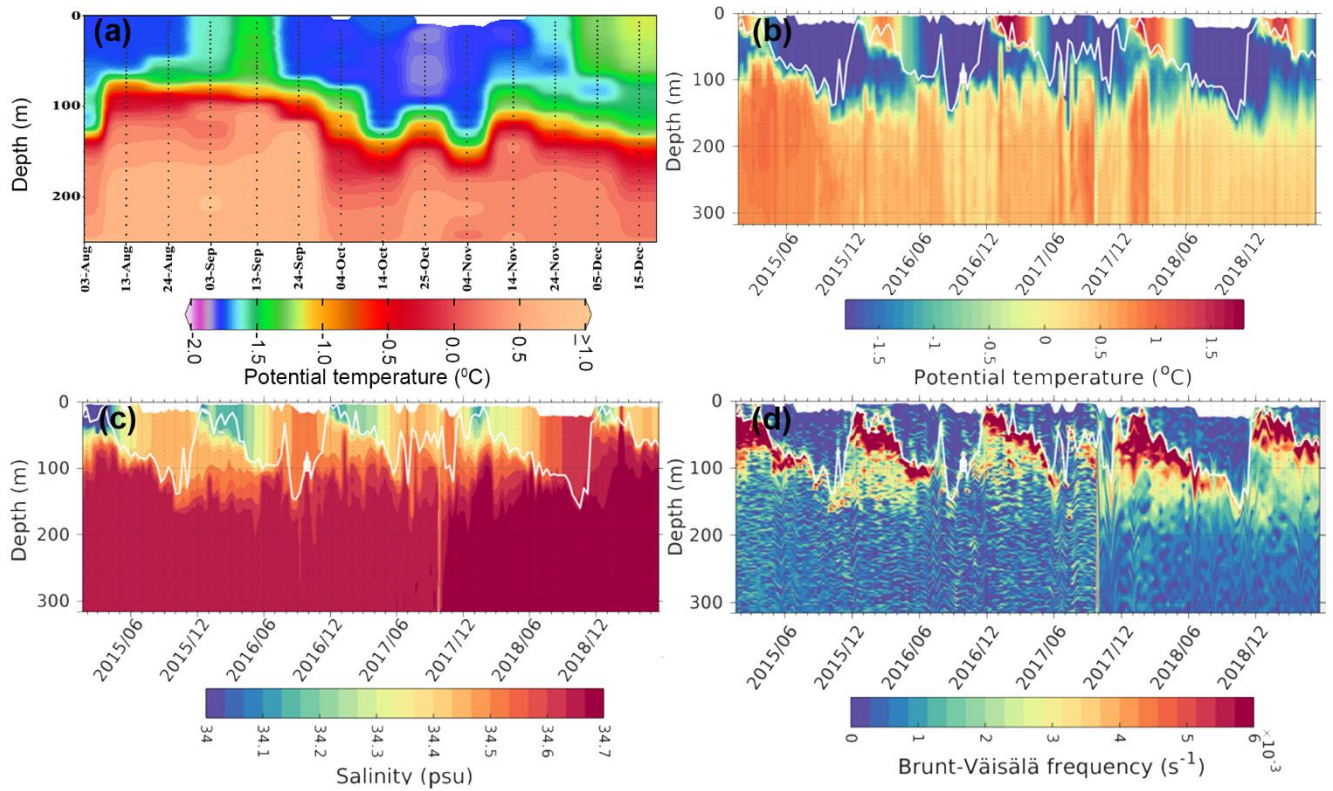 (a)
Depth (m)
0
100
200
03-Aug
13-Aug
24-Aug
03-Sep
13-Sep
24-Sep
04-Oct
14-Oct
25-Oct
04-Nov
14-Nov
24-Nov
05-Dec
15-Dec
-2.0
-1.5
-1.0
-0.5
0.0
0.5
>1.0
Potential temperature (⁰C)
(b)
Depth (m)
0
100
200
300
2015/06
2015/12
2016/06
2016/12
2017/06
2017/12
2018/06
2018/12
-1.5
-1
-0.5
0
0.5
1
1.5
Potential temperature (°C)
(c)
Depth (m)
0
100
200
300
2015/06
2015/12
2016/06
2016/12
2017/06
2017/12
2018/06
2018/12
34
34.1
34.2
34.3
34.4
34.5
34.6
34.7
Salinity (psu)
(d)
Depth (m)
0
100
200
300
2015/06
2015/12
2016/06
2016/12
2017/06
2017/12
2018/06
2018/12
0
1
2
3
4
5
6
×10⁻³
Brunt-Väisälä frequency (s⁻¹)